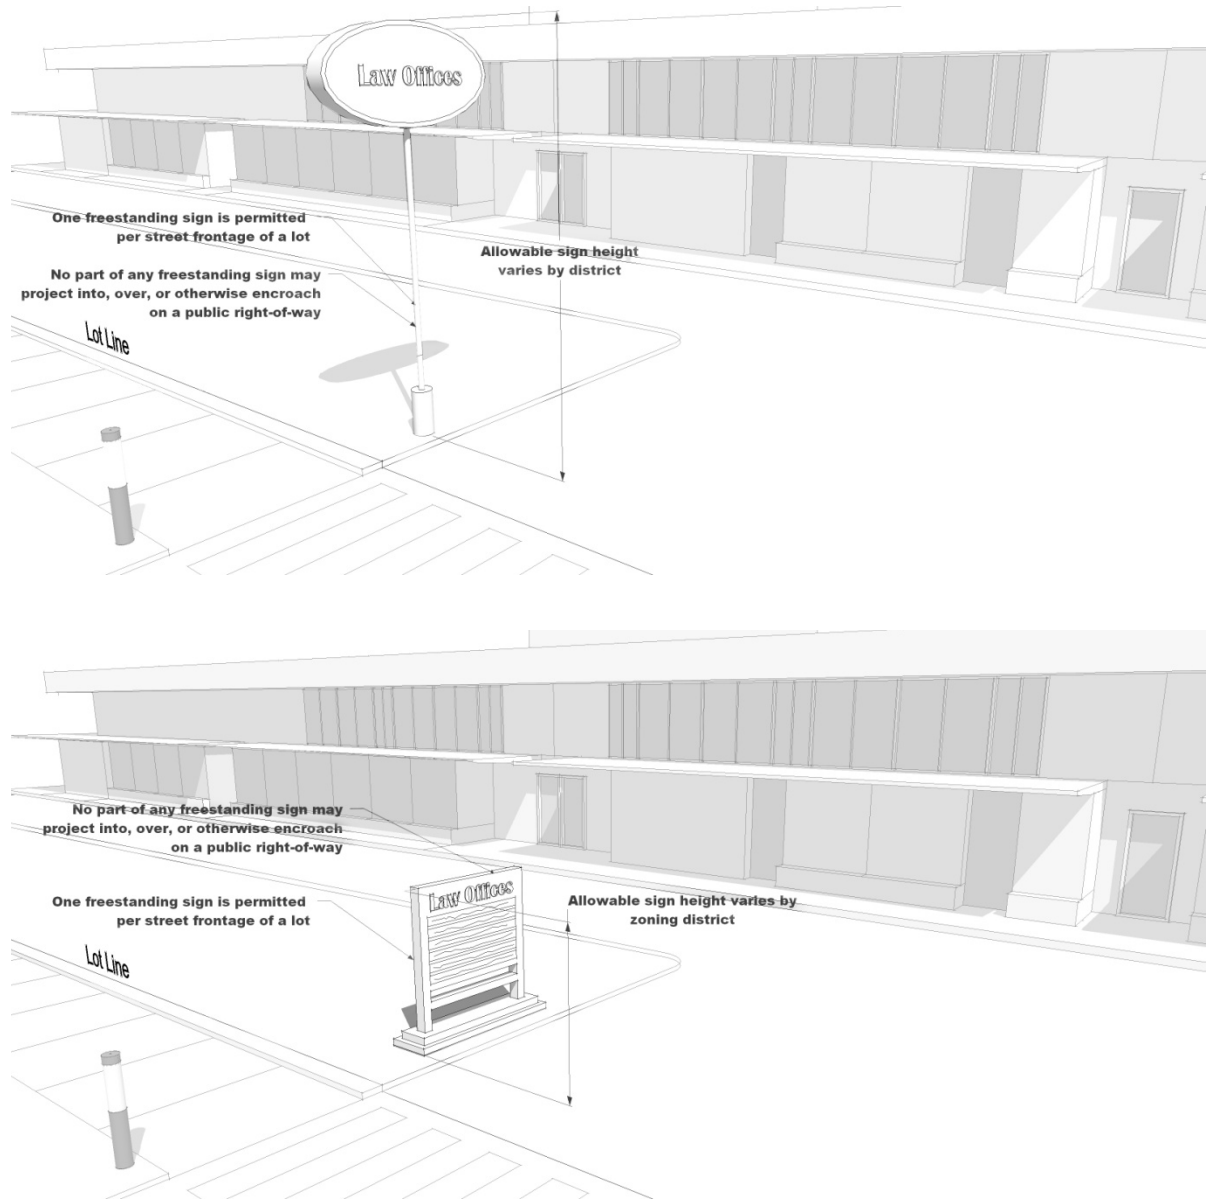 Law Offices
One freestanding sign is permitted
per street frontage of a lot
Allowable sign height
varies by district
No part of any freestanding sign may
project into, over, or otherwise encroach
on a public right-of-way
Lot Line
No part of any freestanding sign may
project into, over, or otherwise encroach
on a public right-of-way
Law Offices
One freestanding sign is permitted
per street frontage of a lot
Allowable sign height varies by
zoning district
Lot Line